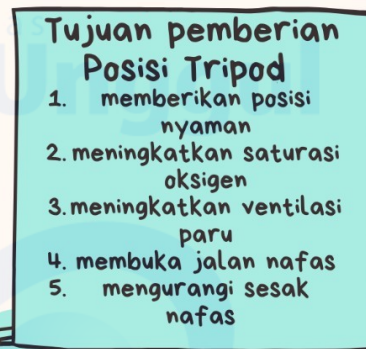 Tujuan pemberian
Posisi Tripod
1. memberikan posisi
nyaman
2. meningkatkan saturasi
oksigen
3. meningkatkan ventilasi
paru
4. membuka jalan nafas
5. mengurangi sesak
nafas